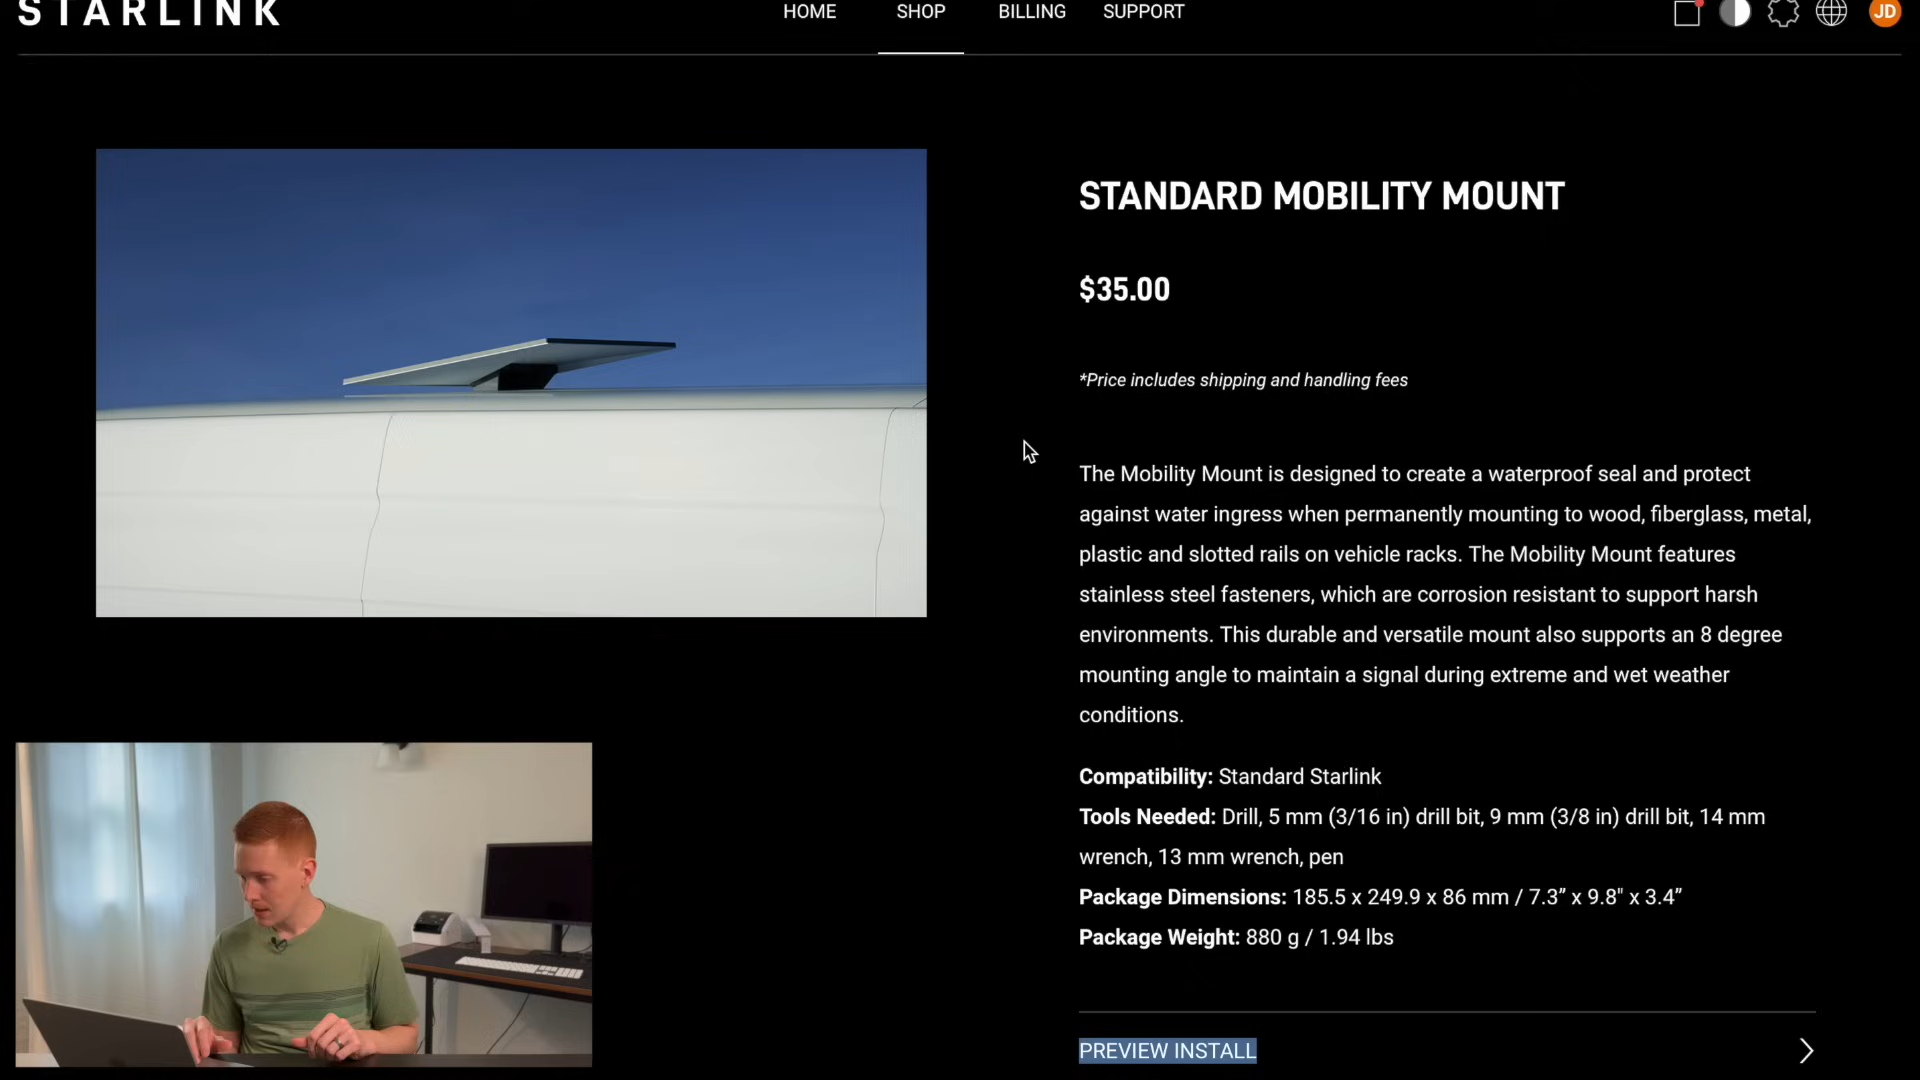 STARLINK
HOME SHOP BILLING SUPPORT
JD
STANDARD MOBILITY MOUNT
$35.00
*Price includes shipping and handling fees
The Mobility Mount is designed to create a waterproof seal and protect
against water ingress when permanently mounting to wood, fiberglass, metal,
plastic and slotted rails on vehicle racks. The Mobility Mount features
stainless steel fasteners, which are corrosion resistant to support harsh
environments. This durable and versatile mount also supports an 8 degree
mounting angle to maintain a signal during extreme and wet weather
conditions.
Compatibility: Standard Starlink
Tools Needed: Drill, 5 mm (3/16 in) drill bit, 9 mm (3/8 in) drill bit, 14 mm
wrench, 13 mm wrench, pen
Package Dimensions: 185.5 x 249.9 x 86 mm / 7.3” x 9.8" x 3.4”
Package Weight: 880 g / 1.94 lbs
PREVIEW INSTALL